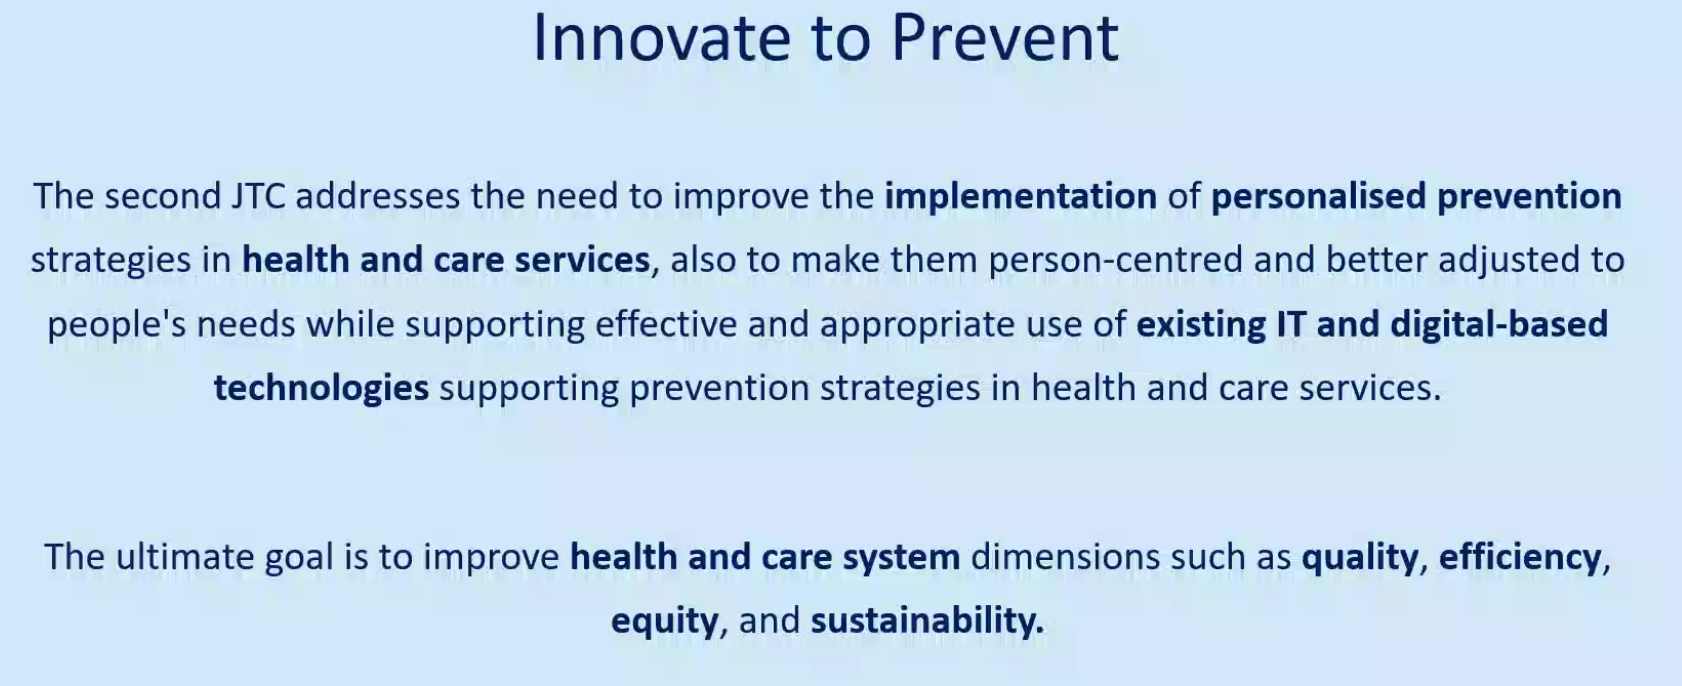 Innovate to Prevent
The second JTC addresses the need to improve the implementation of personalised prevention
strategies in health and care services, also to make them person-centred and better adjusted to
people's needs while supporting effective and appropriate use of existing IT and digital-based
technologies supporting prevention strategies in health and care services.
The ultimate goal is to improve health and care system dimensions such as quality, efficiency,
equity, and sustainability.